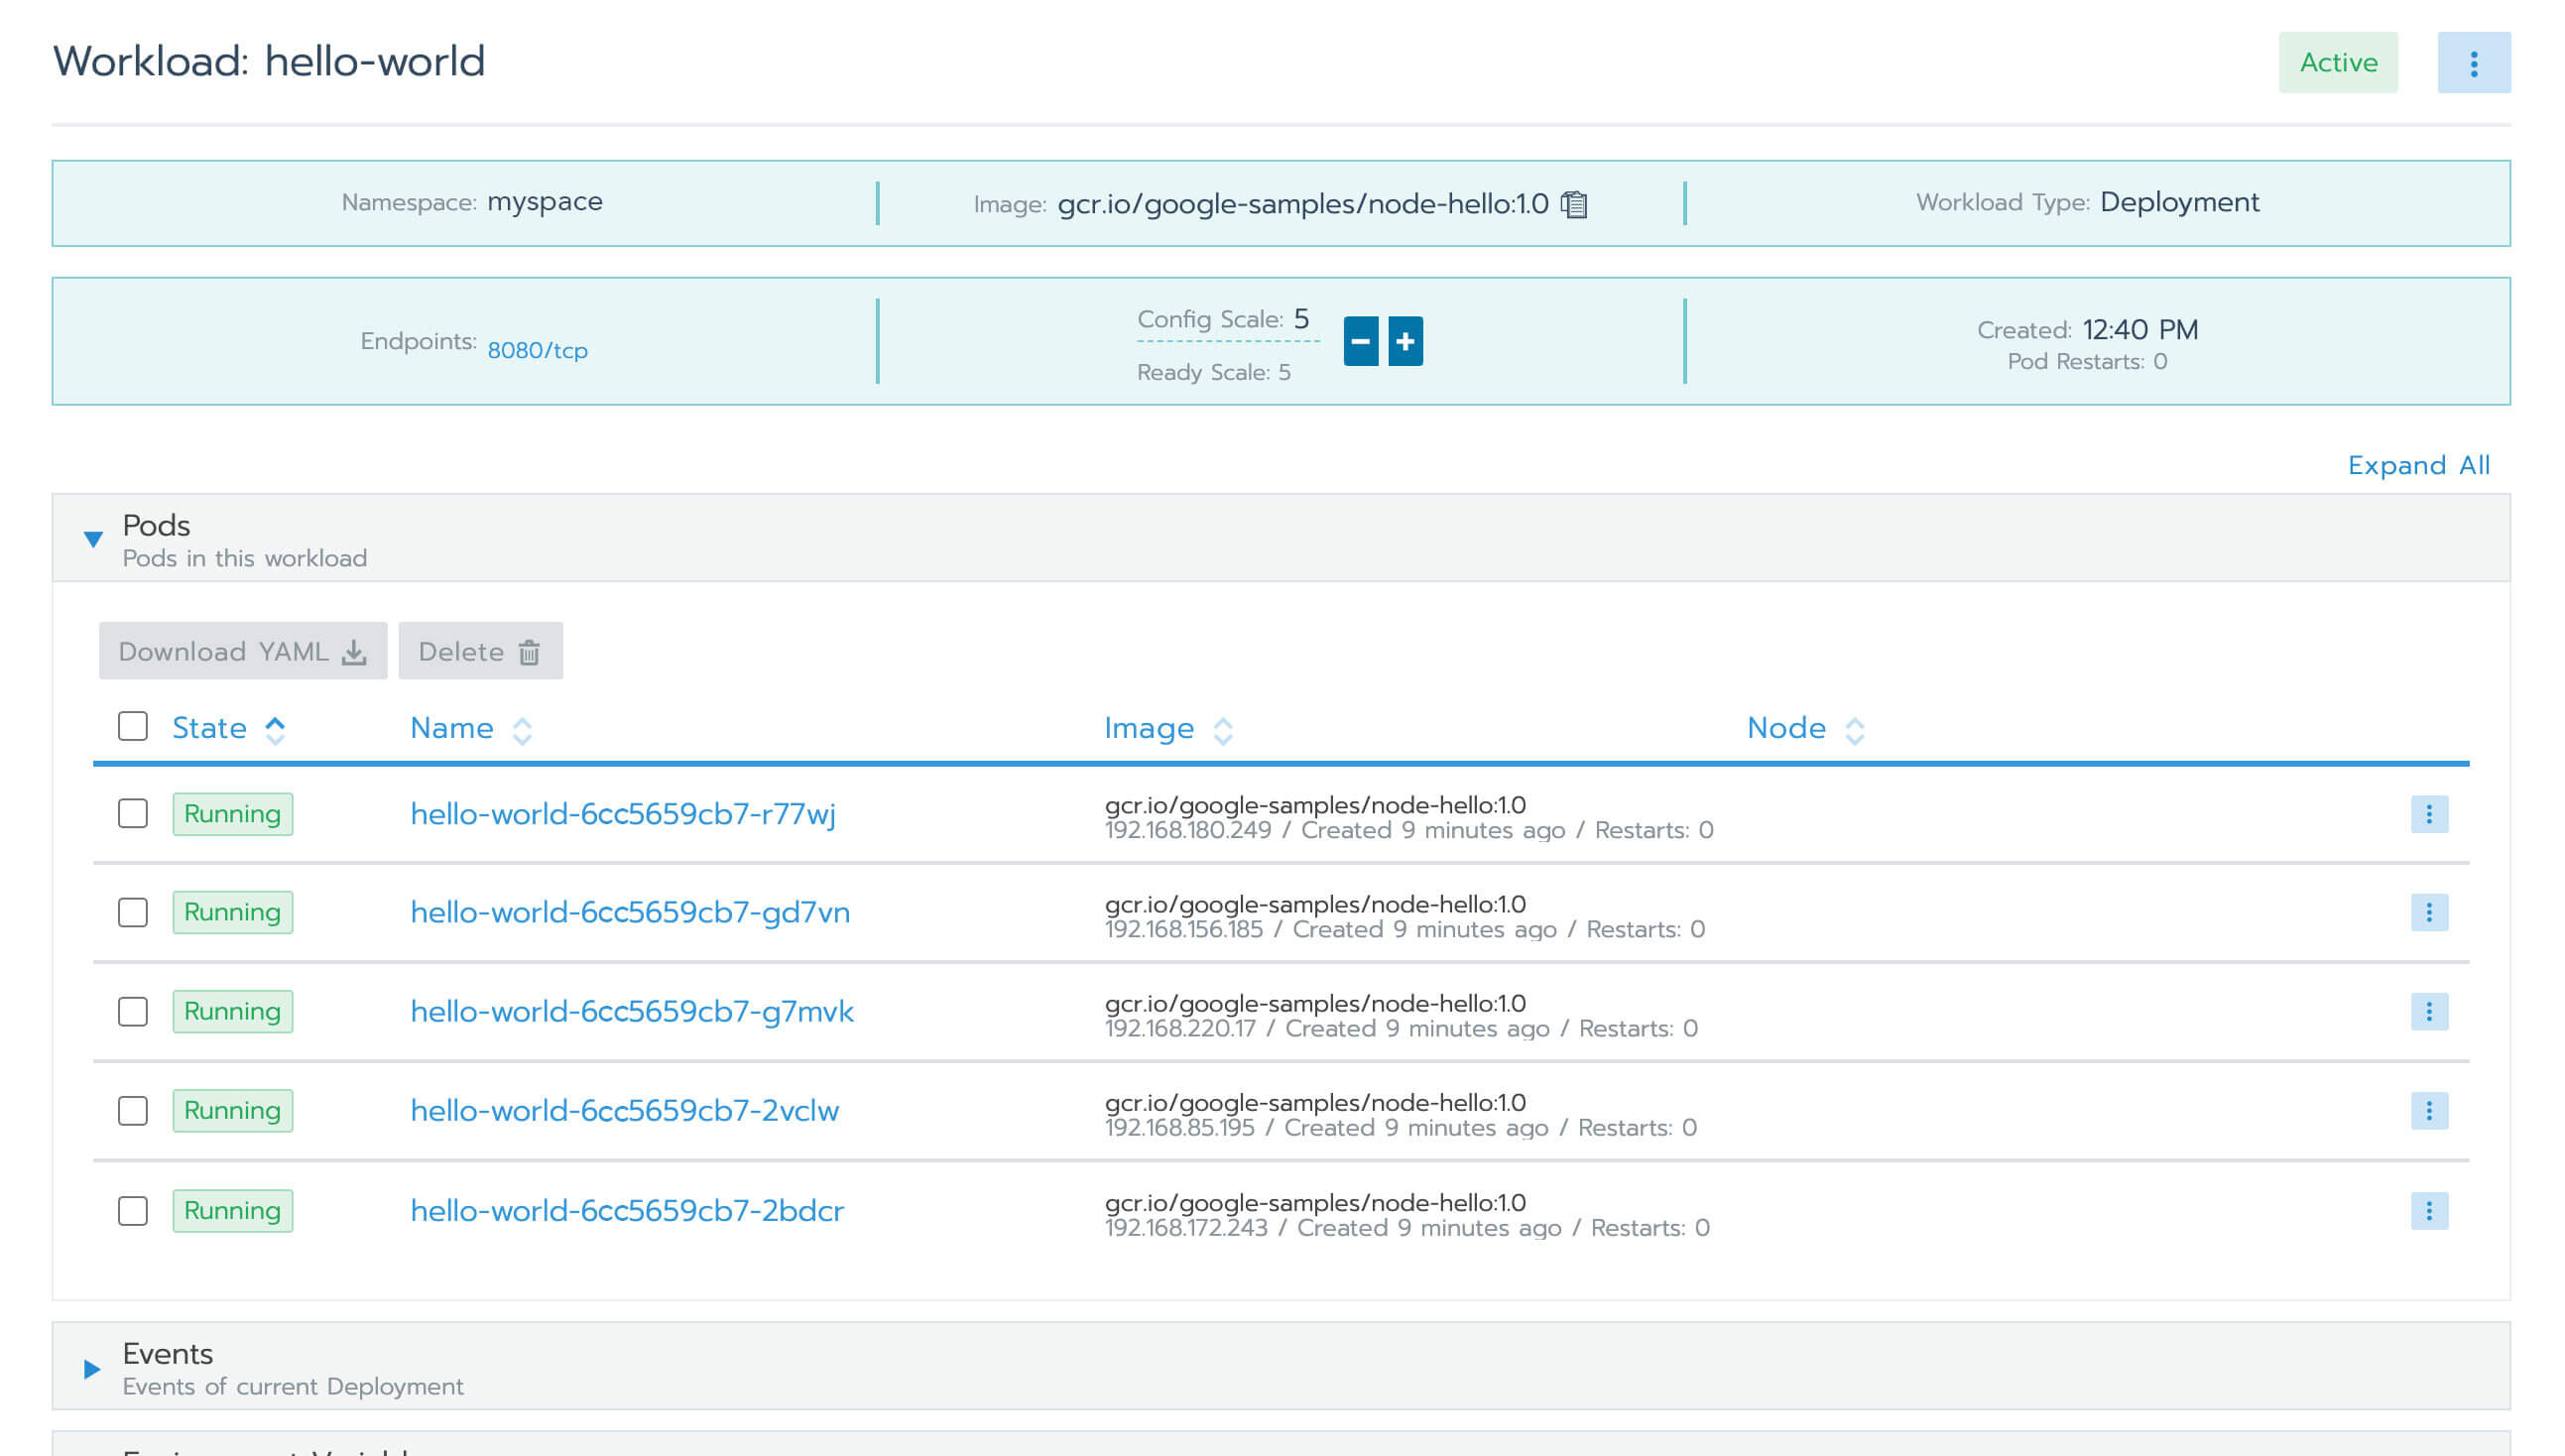 Workload: hello-world
Active
Namespace: myspace
Image: gcr.io/google-samples/node-hello:1.0
Workload Type: Deployment
Endpoints: 8080/tcp
Config Scale: 5
Ready Scale: 5
Created: 12:40 PM
Pod Restarts: 0
Expand All
Pods
Pods in this workload
Download YAML
Delete
State Name Image Node
Running hello-world-6cc5659cb7-r77wj gcr.io/google-samples/node-hello:1.0
192.168.180.249 / Created 9 minutes ago / Restarts: 0
Running hello-world-6cc5659cb7-gd7vn gcr.io/google-samples/node-hello:1.0
192.168.156.185 / Created 9 minutes ago / Restarts: 0
Running hello-world-6cc5659cb7-g7mvk gcr.io/google-samples/node-hello:1.0
192.168.220.17 / Created 9 minutes ago / Restarts: 0
Running hello-world-6cc5659cb7-2vclw gcr.io/google-samples/node-hello:1.0
192.168.85.195 / Created 9 minutes ago / Restarts: 0
Running hello-world-6cc5659cb7-2bdcr gcr.io/google-samples/node-hello:1.0
192.168.172.243 / Created 9 minutes ago / Restarts: 0
Events
Events of current Deployment